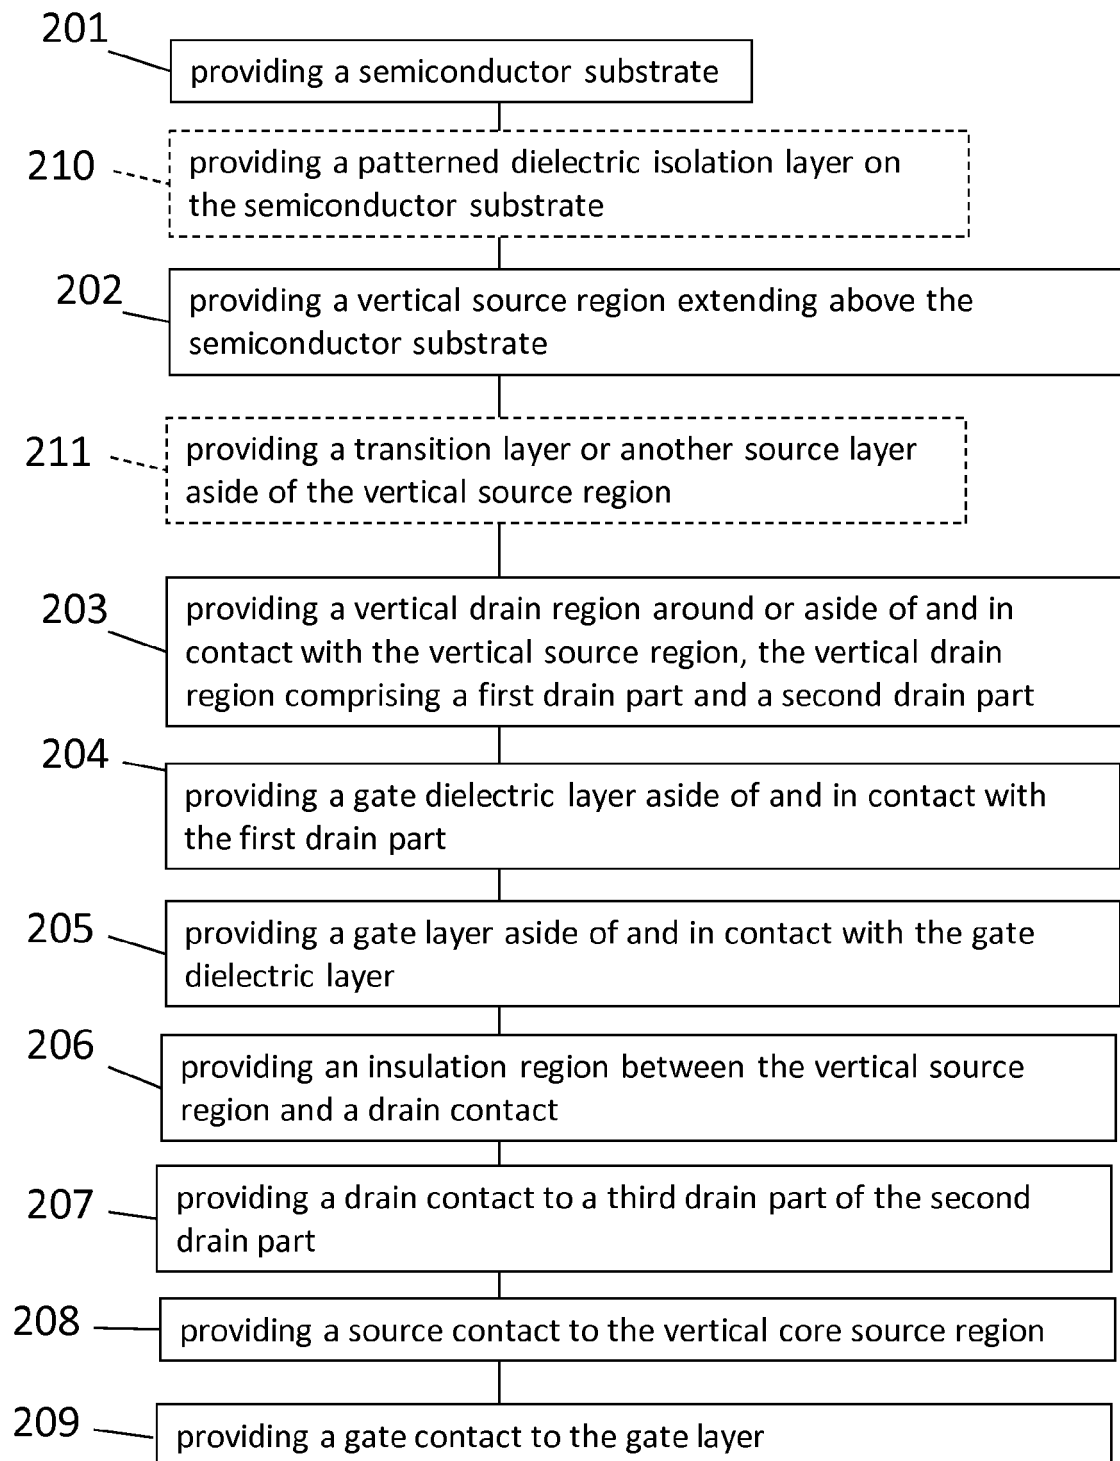 201
providing a semiconductor substrate
210
providing a patterned dielectric isolation layer on
the semiconductor substrate
202
providing a vertical source region extending above the
semiconductor substrate
211
providing a transition layer or another source layer
aside of the vertical source region
203
providing a vertical drain region around or aside of and in
contact with the vertical source region, the vertical drain
region comprising a first drain part and a second drain part
204
providing a gate dielectric layer aside of and in contact with
the first drain part
205
providing a gate layer aside of and in contact with the gate
dielectric layer
206
providing an insulation region between the vertical source
region and a drain contact
207
providing a drain contact to a third drain part of the second
drain part
208
providing a source contact to the vertical core source region
209
providing a gate contact to the gate layer